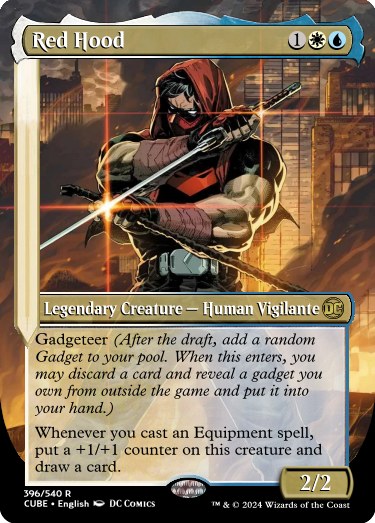 Red Hood 1
Legendary Creature — Human Vigilante DC
Gadgeteer (After the draft, add a random
Gadget to your pool. When this enters, you
may discard a card and reveal a gadget you
own from outside the game and put it into
your hand.)
Whenever you cast an Equipment spell,
put a +1/+1 counter on this creature and
draw a card.
2/2
396/540 R
CUBE • English DC COMICS
™ & © 2024 Wizards of the Coast